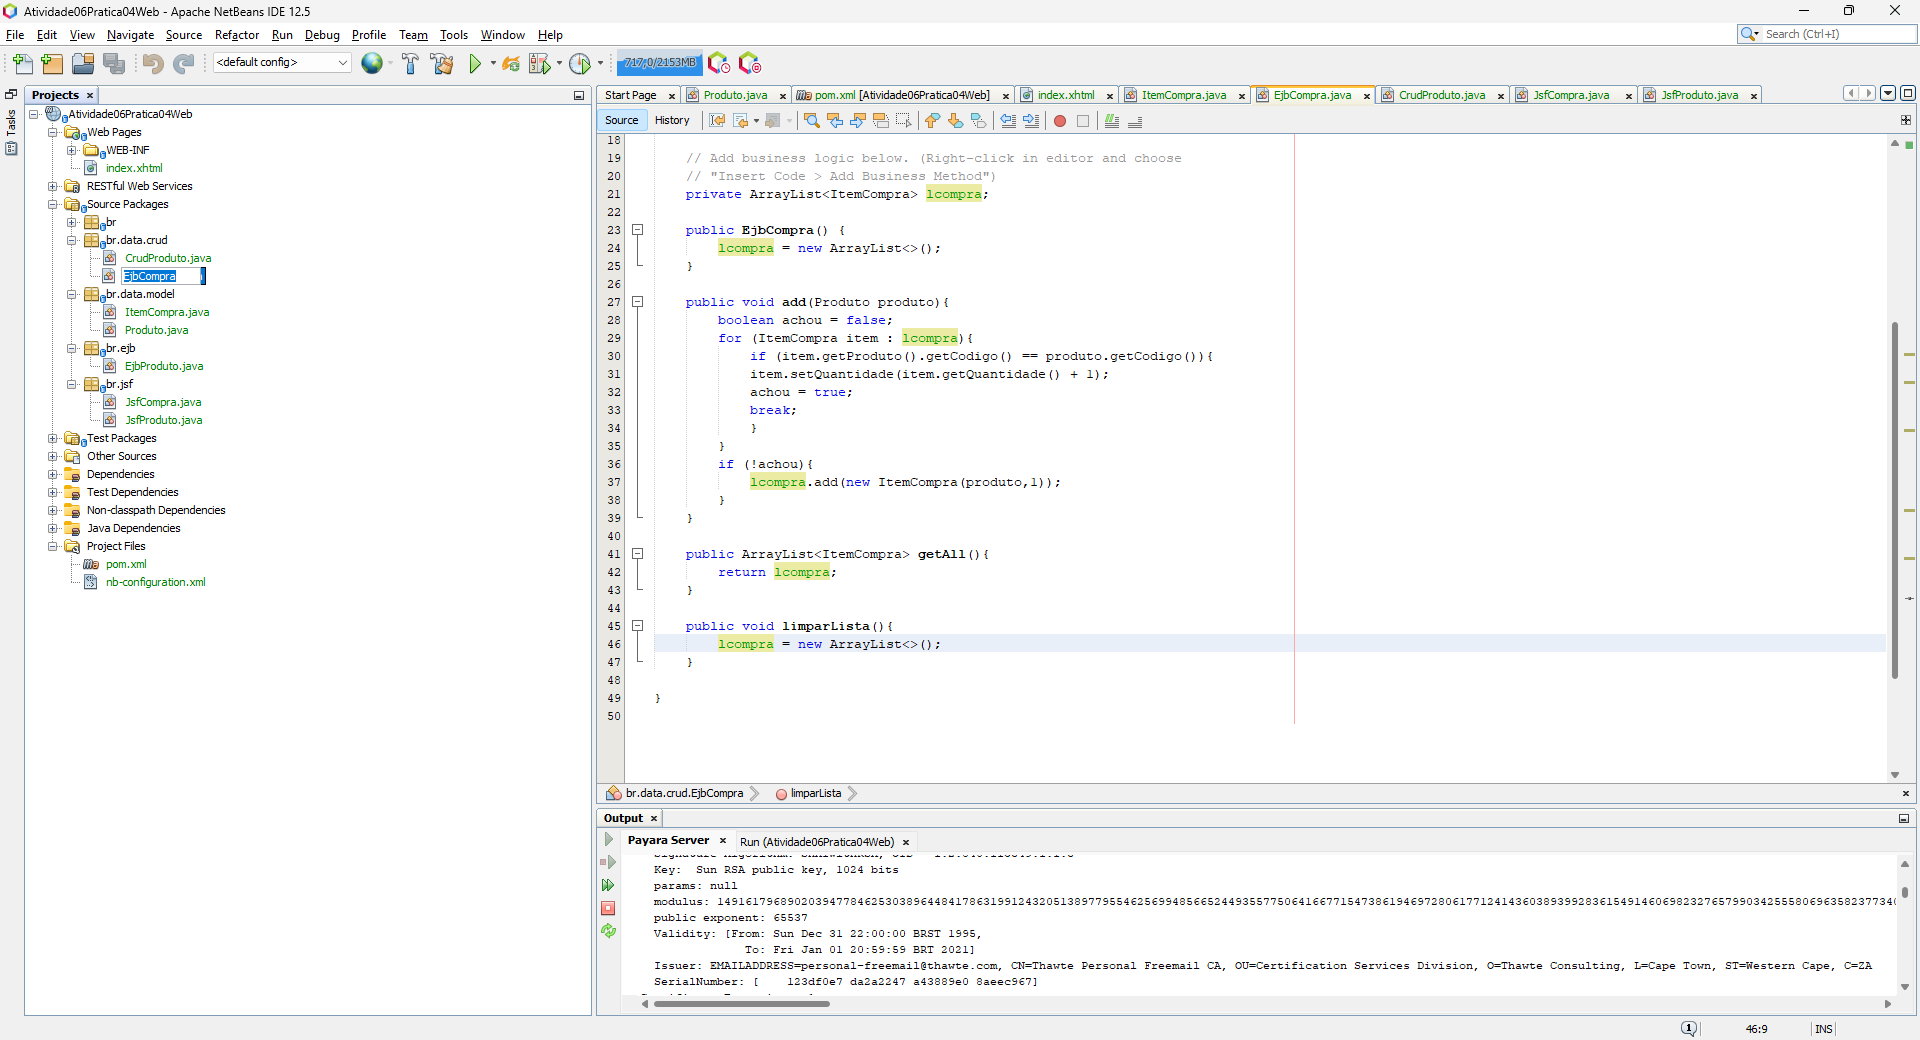 Atividade06Pratica04Web - Apache NetBeans IDE 12.5
File Edit View Navigate Source Refactor Run Debug Profile Team Tools Window Help
Search (Ctrl+I)
<default config>
717,0/2153MB
Projects
Tasks
Atividade06Pratica04Web
Web Pages
WEB-INF
index.xhtml
RESTful Web Services
Source Packages
br
br.data.crud
CrudProduto.java
EjbCompra
br.data.model
ItemCompra.java
Produto.java
br.ejb
EjbProduto.java
br.jsf
JsfCompra.java
JsfProduto.java
Test Packages
Other Sources
Dependencies
Test Dependencies
Non-classpath Dependencies
Java Dependencies
Project Files
pom.xml
nb-configuration.xml
Start Page Produto.java pom.xml [Atividade06Pratica04Web] index.xhtml ItemCompra.java EjbCompra.java CrudProduto.java JsfCompra.java JsfProduto.java
Source History
18
19 // Add business logic below. (Right-click in editor and choose
20 // "Insert Code > Add Business Method")
21 private ArrayList<ItemCompra> lcompra;
22
23 public EjbCompra() {
24 lcompra = new ArrayList<>();
25 }
26
27 public void add(Produto produto){
28 boolean achou = false;
29 for (ItemCompra item : lcompra){
30 if (item.getProduto().getCodigo() == produto.getCodigo()){
31 item.setQuantidade(item.getQuantidade() + 1);
32 achou = true;
33 break;
34 }
35 }
36 if (!achou){
37 lcompra.add(new ItemCompra(produto,1));
38 }
39 }
40
41 public ArrayList<ItemCompra> getAll(){
42 return lcompra;
43 }
44
45 public void limparLista(){
46 lcompra = new ArrayList<>();
47 }
48
49 }
50
br.data.crud.EjbCompra limparLista
Output
Payara Server Run (Atividade06Pratica04Web)
Key: Sun RSA public key, 1024 bits
params: null
modulus:
public exponent: 65537
Validity: [From: Sun Dec 31 22:00:00 BRST 1995,
To: Fri Jan 01 20:59:59 BRT 2021]
Issuer: EMAILADDRESS=personal-freemail@thawte.com, CN=Thawte Personal Freemail CA, OU=Certification Services Division, O=Thawte Consulting, L=Cape Town, ST=Western Cape, C=ZA
SerialNumber: [ 123df0e7 da2a2247 a43889e0 8aeec967]
1
46:9 INS